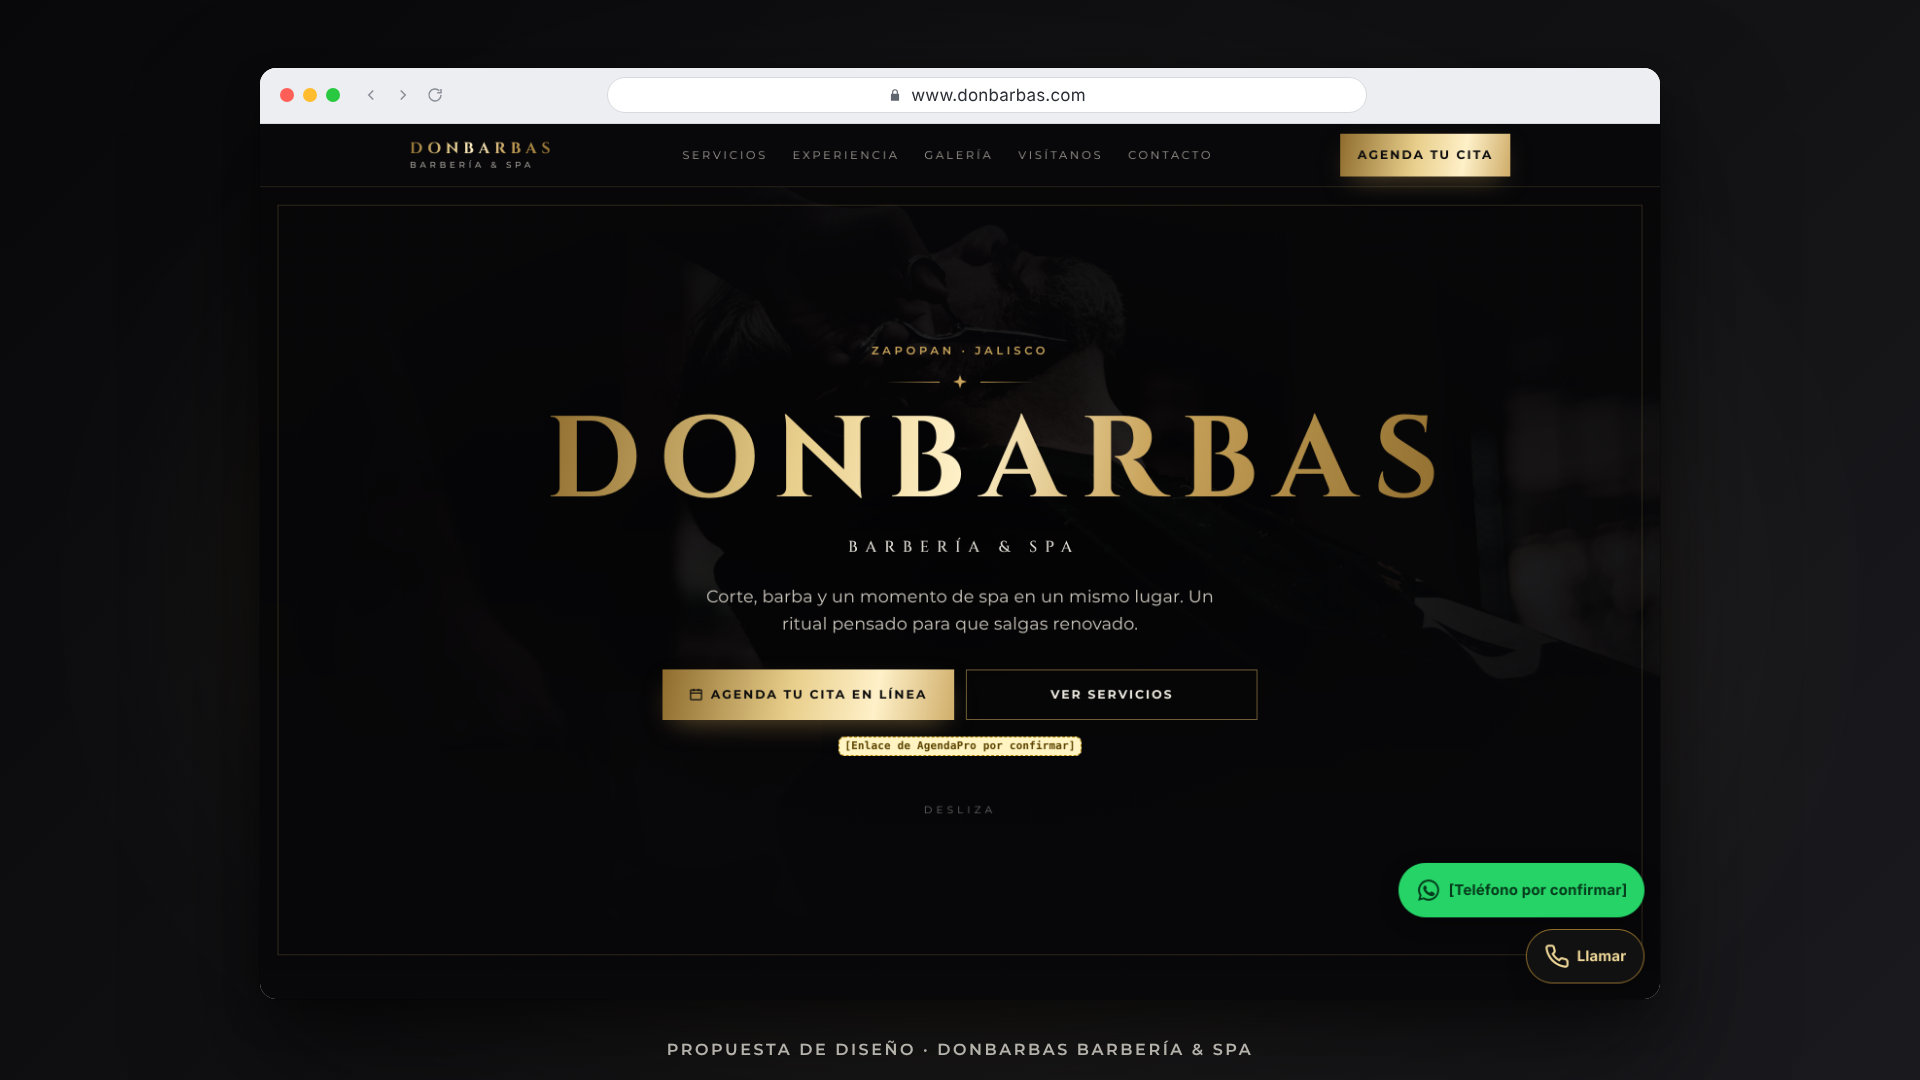 www.donbarbas.com
DONBARBAS
BARBERÍA & SPA
SERVICIOS EXPERIENCIA GALERÍA VISÍTANOS CONTACTO
AGENDA TU CITA
ZAPOPAN · JALISCO
DONBARBAS
BARBERÍA & SPA
Corte, barba y un momento de spa en un mismo lugar. Un
ritual pensado para que salgas renovado.
AGENDA TU CITA EN LÍNEA
VER SERVICIOS
[Enlace de AgendaPro por confirmar]
DESLIZA
[Teléfono por confirmar]
Llamar
PROPUESTA DE DISEÑO · DONBARBAS BARBERÍA & SPA